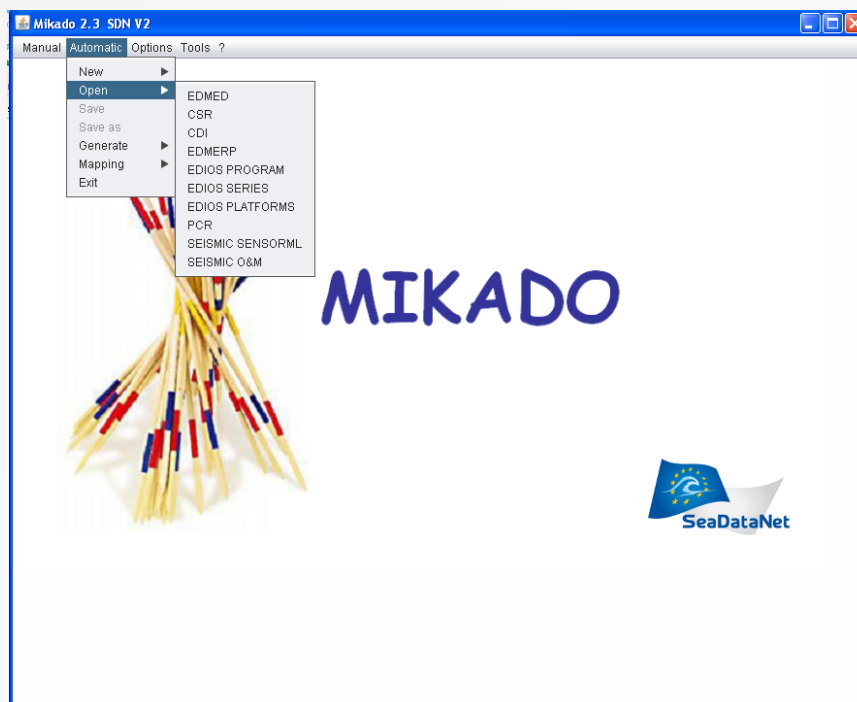 Mikado 2.3 SDN V2
Manual Automatic Options Tools ?
New
Open
Save
Save as
Generate
Mapping
Exit
EDMED
CSR
CDI
EDMERP
EDIOS PROGRAM
EDIOS SERIES
EDIOS PLATFORMS
PCR
SEISMIC SENSORML
SEISMIC O&M
MIKADO
SeaDataNet